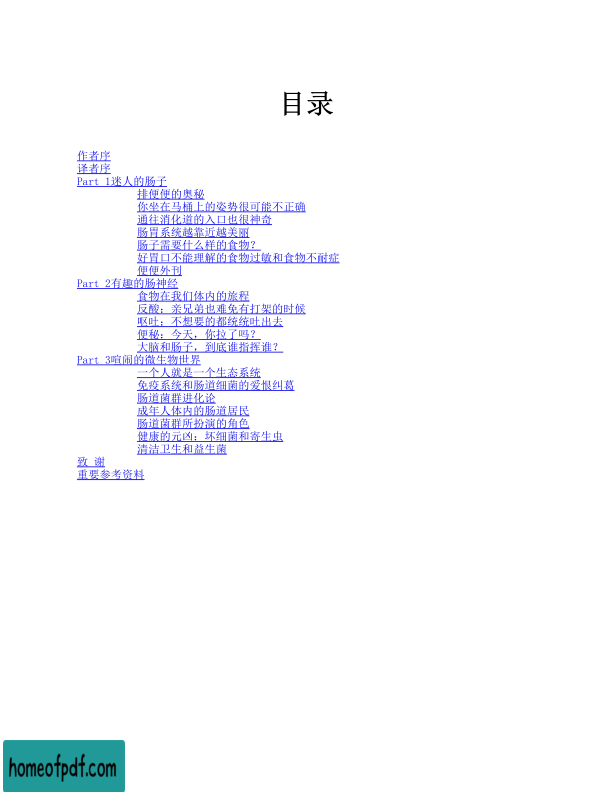 目录
作者序
译者序
Part 1迷人的肠子
排便便的奥秘
你坐在马桶上的姿势很可能不正确
通往消化道的入口也很神奇
肠胃系统越靠近越美丽
肠子需要什么样的食物？
好胃口不能理解的食物过敏和食物不耐症
便便外刊
Part 2有趣的肠神经
食物在我们体内的旅程
反酸：亲兄弟也难免有打架的时候
呕吐：不想要的都统统吐出去
便秘：今天，你拉了吗？
大脑和肠子，到底谁指挥谁？
Part 3喧闹的微生物世界
一个人就是一个生态系统
免疫系统和肠道细菌的爱恨纠葛
肠道菌群进化论
成年人体内的肠道居民
肠道菌群所扮演的角色
健康的元凶：坏细菌和寄生虫
清洁卫生和益生菌
致 谢
重要参考资料
homeofpdf.com